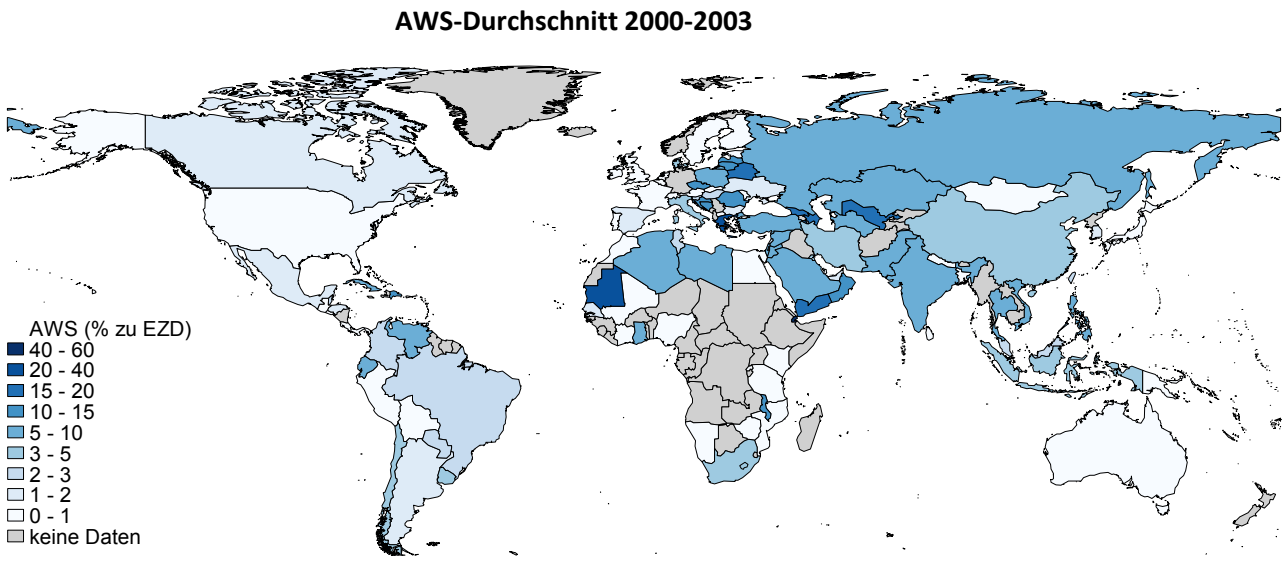 AWS-Durchschnitt 2000-2003
AWS (% zu EZD)
40 - 60
20 - 40
15 - 20
10 - 15
5 - 10
3 - 5
2 - 3
1 - 2
0 - 1
keine Daten